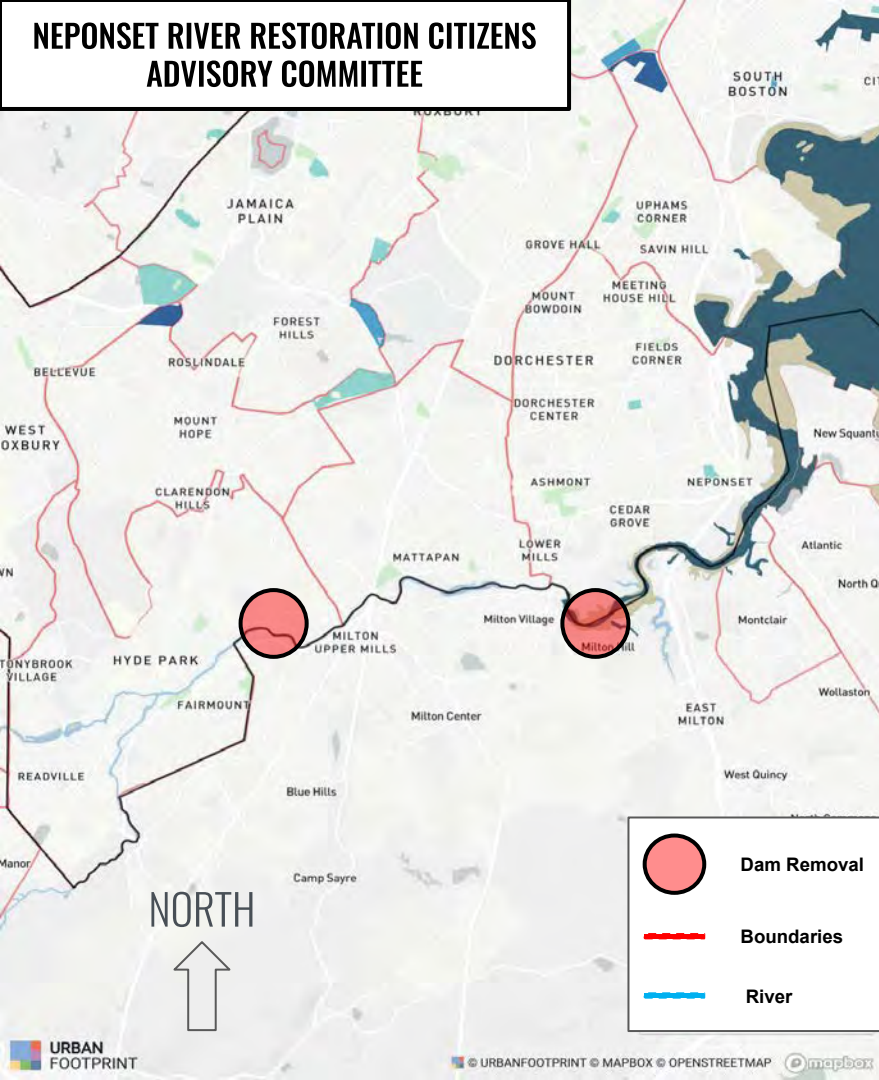 NEPONSET RIVER RESTORATION CITIZENS
ADVISORY COMMITTEE
SOUTH
BOSTON
JAMAICA
PLAIN
UPHAMS
CORNER
GROVE HALL
SAVIN HILL
MEETING
HOUSE HILL
MOUNT
BOWDOIN
FOREST
HILLS
FIELDS
CORNER
DORCHESTER
ROSLINDALE
BELLEVUE
DORCHESTER
CENTER
MOUNT
HOPE
WEST
OXBURY
New Squant
ASHMONT
NEPONSET
CLARENDON
HILLS
CEDAR
GROVE
LOWER
MILLS
Atlantic
MATTAPAN
North Q
Milton Village
Montclair
MILTON
UPPER MILLS
Milton Hill
HYDE PARK
TONYBROOK
VILLAGE
Wollaston
FAIRMOUNT
Milton Center
EAST
MILTON
READVILLE
West Quincy
Blue Hills
Manor
Camp Sayre
NORTH
Dam Removal
Boundaries
River
URBAN
FOOTPRINT
© URBANFOOTPRINT © MAPBOX © OPENSTREETMAP
mapbox